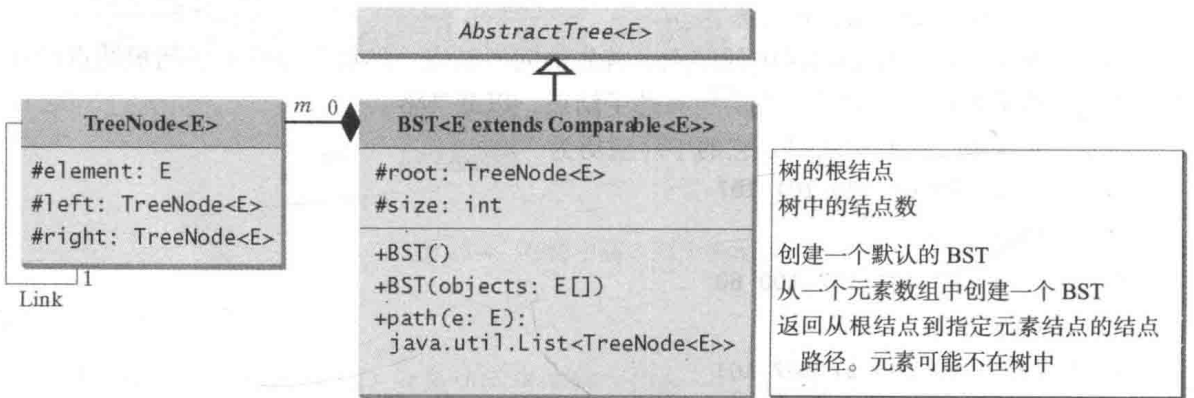 AbstractTree<E>
m 0
TreeNode<E>
#element: E
#left: TreeNode<E>
#right: TreeNode<E>
1
Link
BST<E extends Comparable<E>>
#root: TreeNode<E>
#size: int
+BST()
+BST(objects: E[])
+path(e: E):
java.util.List<TreeNode<E>>
树的根结点
树中的结点数
创建一个默认的 BST
从一个元素数组中创建一个 BST
返回从根结点到指定元素结点的结点
路径。元素可能不在树中